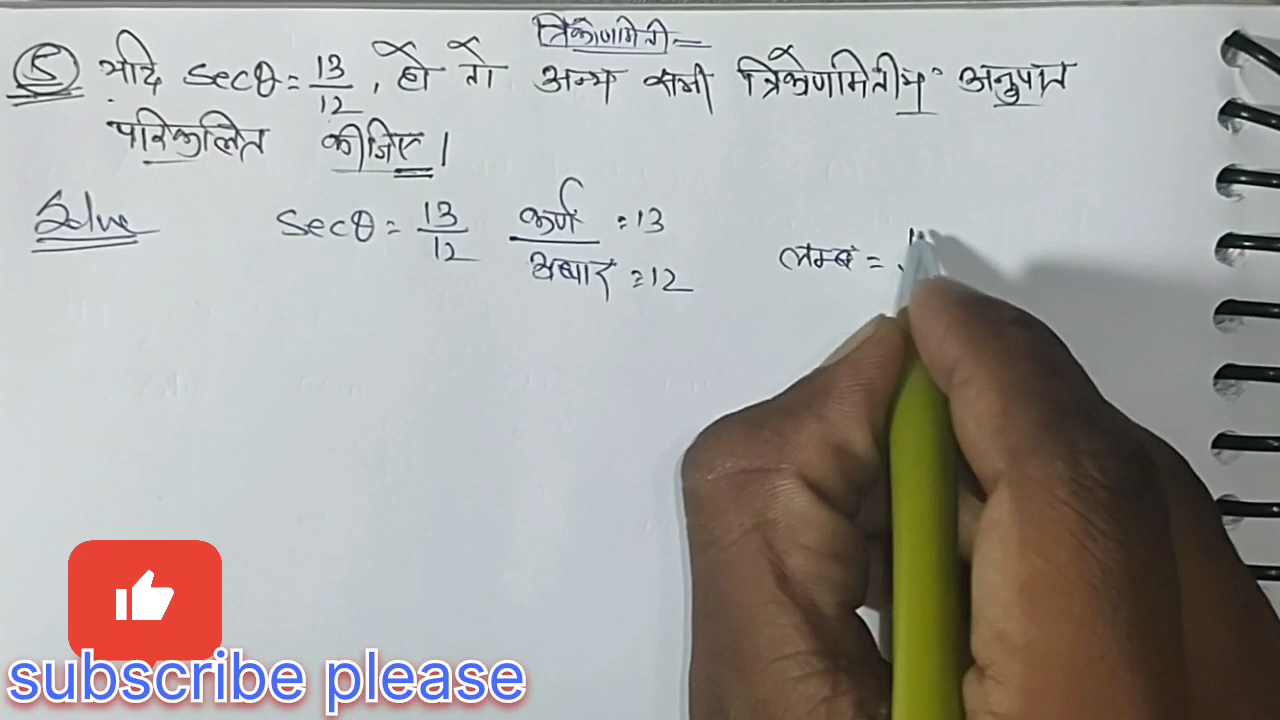 त्रिकोणमिती
⑤ यदि secθ = 13/12, हो तो अन्य सभी त्रिकोणमितीय अनुपात
परिकलित कीजिए।
Solve secθ = 13/12 कर्ण = 13
आधार = 12
लम्ब =
subscribe please